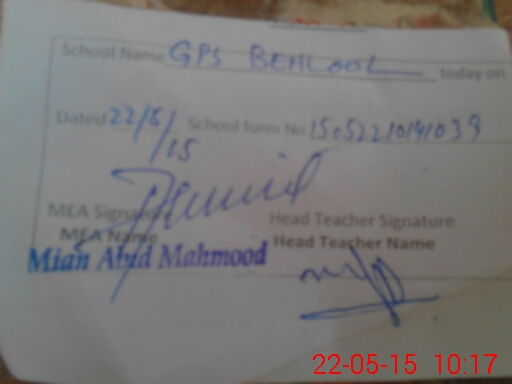 School Name GPS BEHLOOL today on
Dated 22/5/15 School form No. 15052210141039
MEA Signature Head Teacher Signature
MEA Name Head Teacher Name
Mian Abid Mahmood
22-05-15 10:17